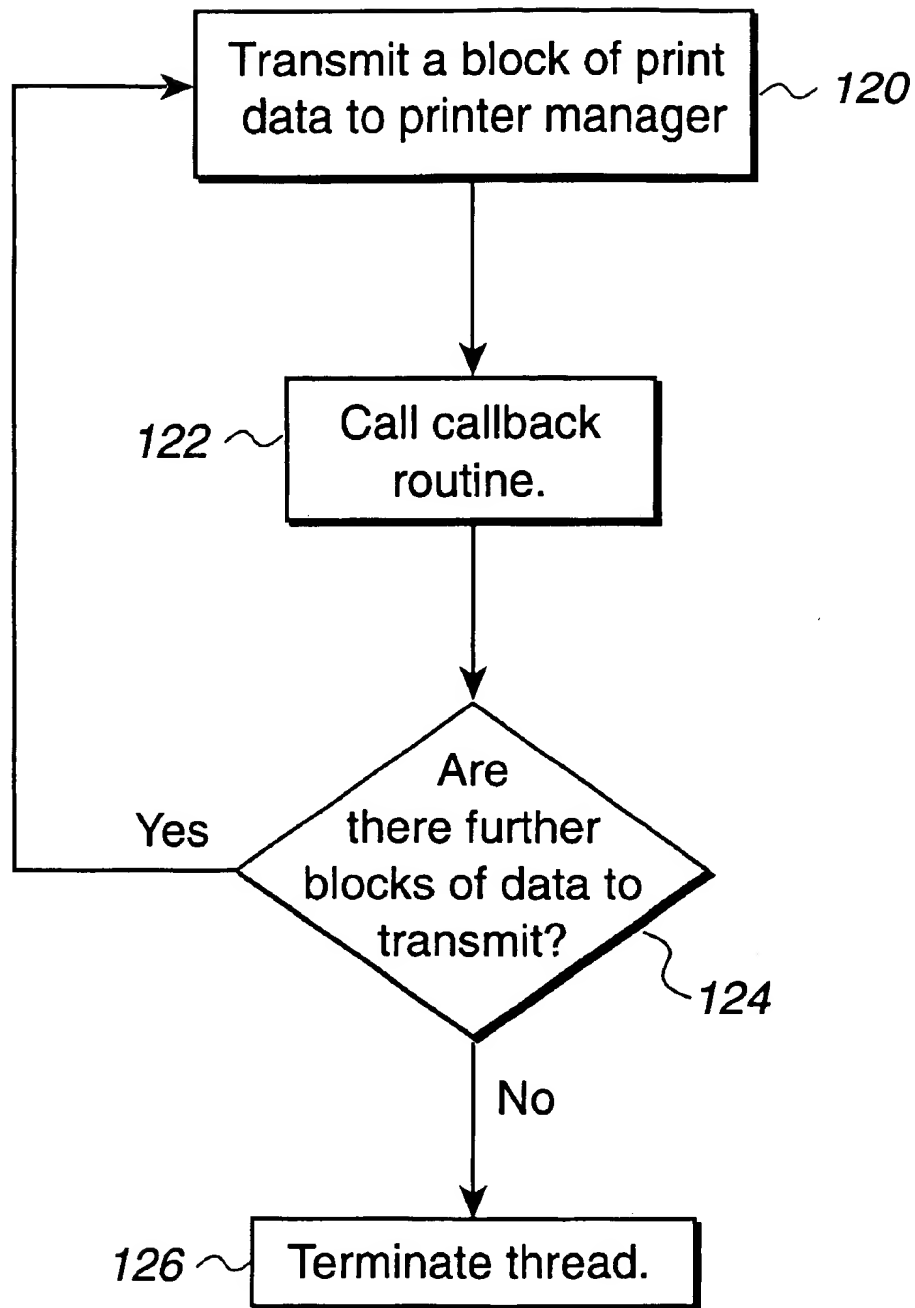 Transmit a block of print
data to printer manager
120
122
Call callback
routine.
Are
there further
blocks of data to
transmit?
Yes
124
No
126
Terminate thread.